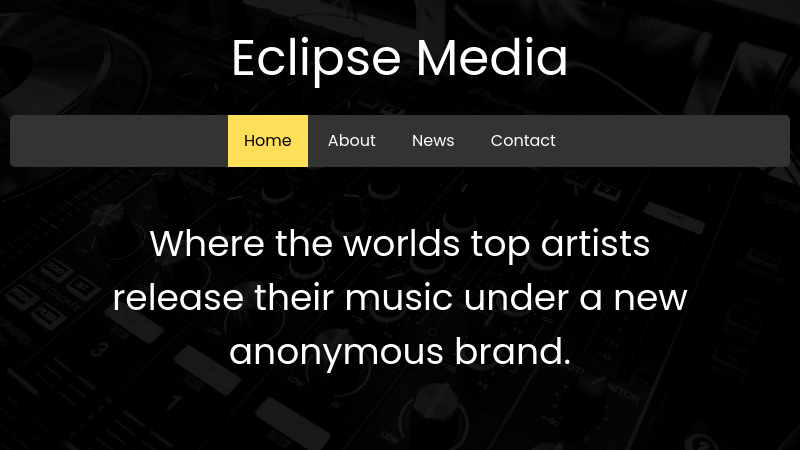 Eclipse Media
Home About News Contact
Where the worlds top artists
release their music under a new
anonymous brand.